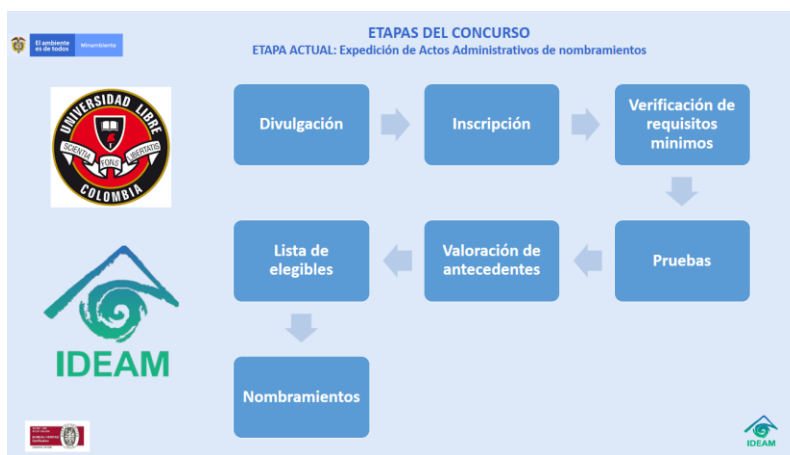 ETAPAS DEL CONCURSO
ETAPA ACTUAL: Expedición de Actos Administrativos de nombramientos
El ambiente
es de todos
Minambiente
UNIVERSIDAD LIBRE
SCIENTIA FONS LIBERTATIS
COLOMBIA
Divulgación
Inscripción
Verificación de
requisitos
minimos
Lista de
elegibles
Valoración de
antecedentes
Pruebas
IDEAM
Nombramientos
BUREAU VERITAS
IDEAM